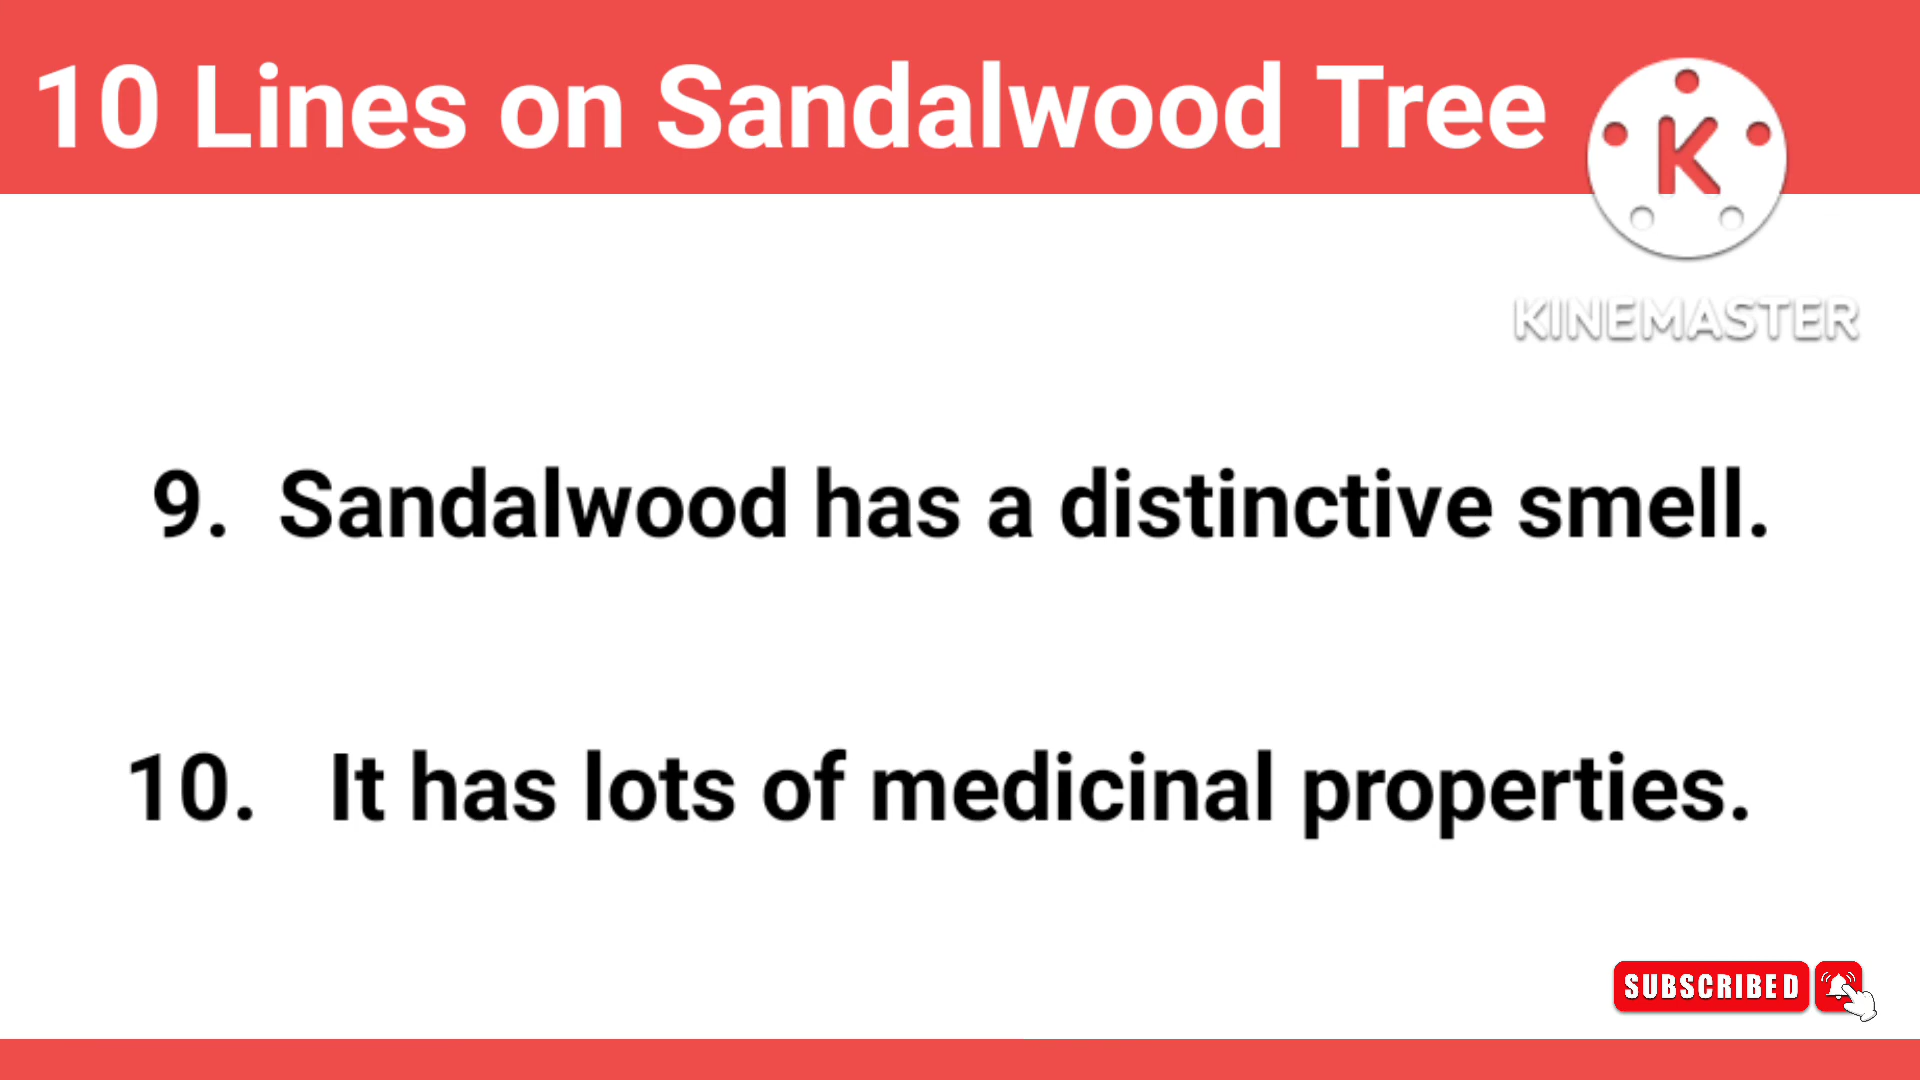 10 Lines on Sandalwood Tree
K
KINEMASTER
9. Sandalwood has a distinctive smell.
10. It has lots of medicinal properties.
SUBSCRIBED